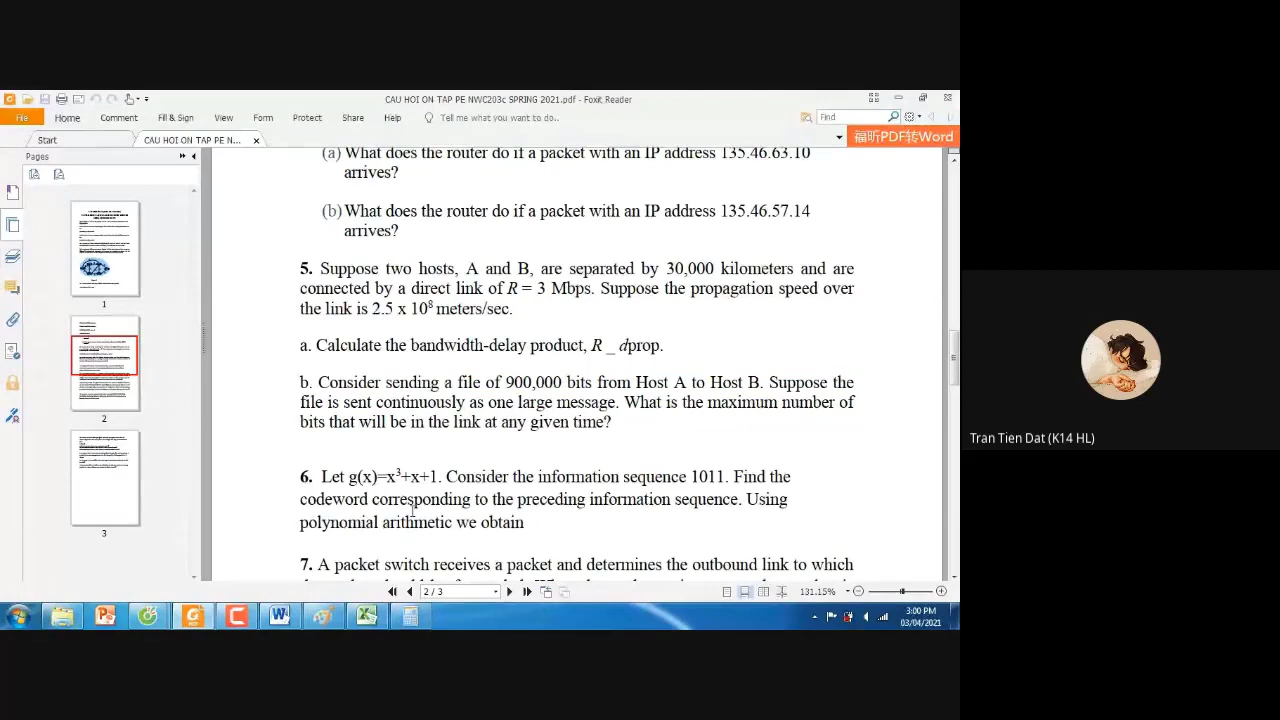 CAU HOI ON TAP PE NWC203c SPRING 2021.pdf - Foxit Reader
File Home Comment Fill & Sign View Form Protect Share Help Tell me what you want to do.. Find
Start CAU HOI ON TAP PE N... 福昕PDF转Word
Pages
(a) What does the router do if a packet with an IP address 135.46.63.10
arrives?
(b) What does the router do if a packet with an IP address 135.46.57.14
arrives?
5. Suppose two hosts, A and B, are separated by 30,000 kilometers and are
connected by a direct link of R = 3 Mbps. Suppose the propagation speed over
the link is 2.5 x 10⁸ meters/sec.
a. Calculate the bandwidth-delay product, R _ dprop.
b. Consider sending a file of 900,000 bits from Host A to Host B. Suppose the
file is sent continuously as one large message. What is the maximum number of
bits that will be in the link at any given time?
6. Let g(x)=x³+x+1. Consider the information sequence 1011. Find the
codeword corresponding to the preceding information sequence. Using
polynomial arithmetic we obtain
7. A packet switch receives a packet and determines the outbound link to which
1
2
3
2 / 3
131.15%
3:00 PM
03/04/2021
Tran Tien Dat (K14 HL)